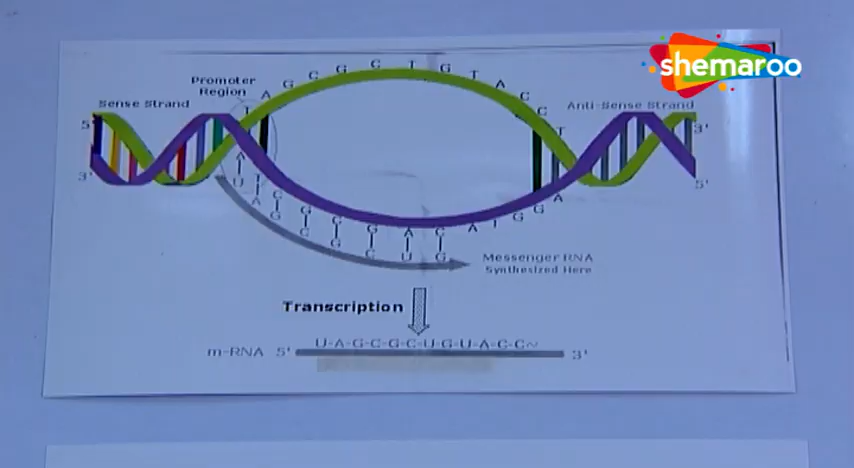 shemaroo
Promoter
Region
Sense Strand
Anti-Sense Strand
T A G C G C T G T A C C T
5'
3'
3'
5'
A T C G C G A C A T G G A
U A G C G C U G
Messenger RNA
Synthesized Here
Transcription
m-RNA 5' U-A-G-C-G-C-U-G-U-A-C-C~ 3'